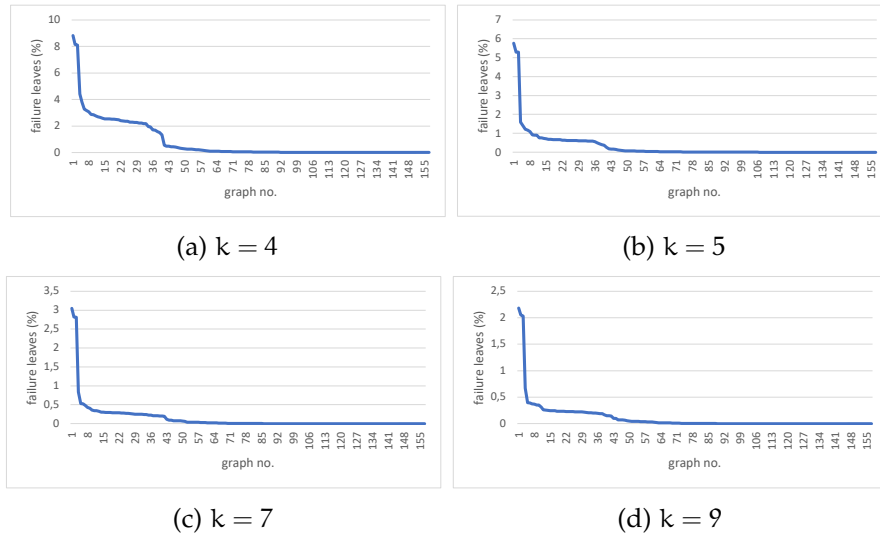 10
8
6
4
2
0
failure leaves (%)
1 8 15 22 29 36 43 50 57 64 71 78 85 92 99 106 113 120 127 134 141 148 155
graph no.
(a) k = 4
7
6
5
4
3
2
1
0
failure leaves (%)
1 8 15 22 29 36 43 50 57 64 71 78 85 92 99 106 113 120 127 134 141 148 155
graph no.
(b) k = 5
3,5
3
2,5
2
1,5
1
0,5
0
failure leaves (%)
1 8 15 22 29 36 43 50 57 64 71 78 85 92 99 106 113 120 127 134 141 148 155
graph no.
(c) k = 7
2,5
2
1,5
1
0,5
0
failure leaves (%)
1 8 15 22 29 36 43 50 57 64 71 78 85 92 99 106 113 120 127 134 141 148 155
graph no.
(d) k = 9